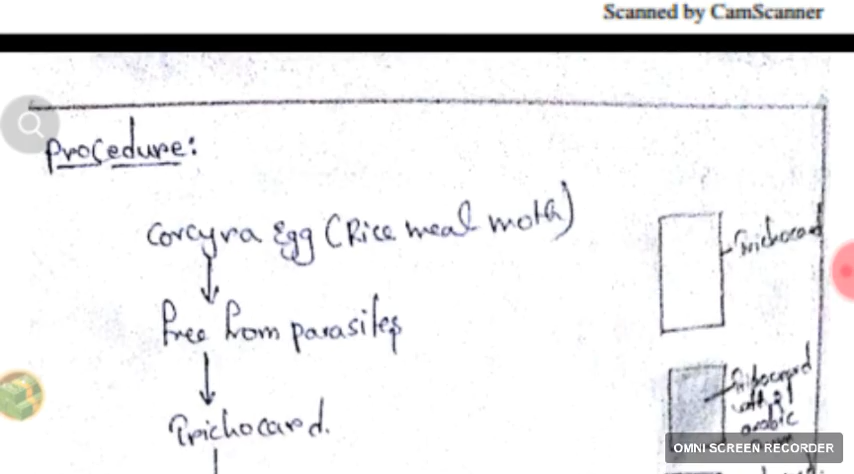 Scanned by CamScanner
Procedure:
Corcyra Egg (Rice meal moth)
Free from parasites
Trichocard.
Trichocard
Trichocard
arabic
OMNI SCREEN RECORDER